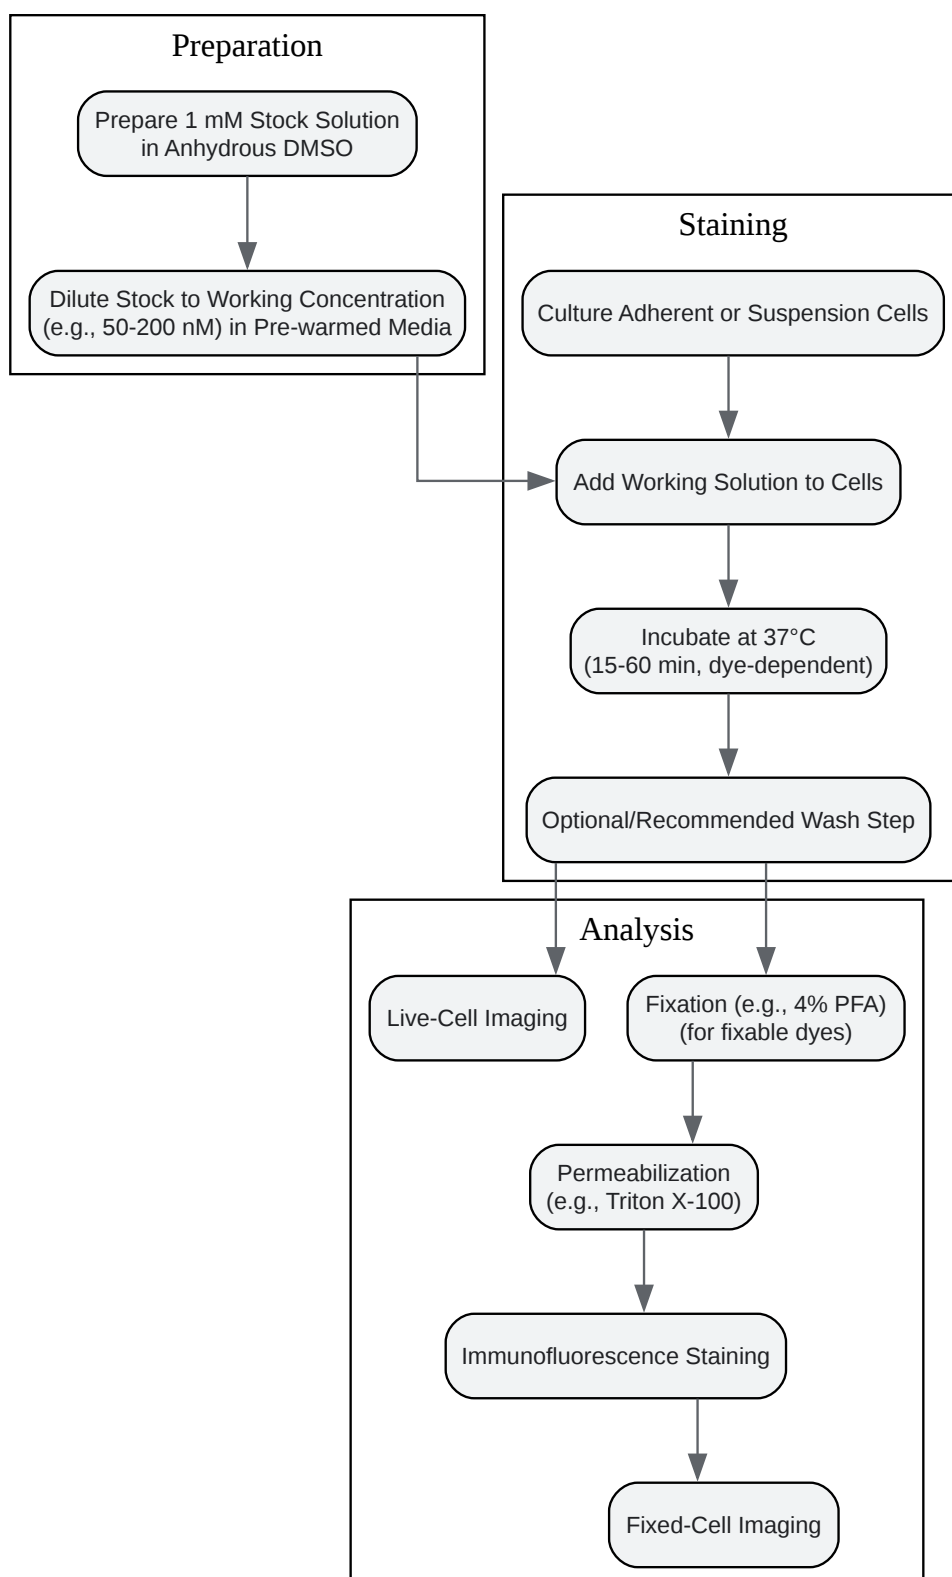 Preparation
Prepare 1 mM Stock Solution
in Anhydrous DMSO
Dilute Stock to Working Concentration
(e.g., 50-200 nM) in Pre-warmed Media
Staining
Culture Adherent or Suspension Cells
Add Working Solution to Cells
Incubate at 37°C
(15-60 min, dye-dependent)
Optional/Recommended Wash Step
Analysis
Live-Cell Imaging
Fixation (e.g., 4% PFA)
(for fixable dyes)
Permeabilization
(e.g., Triton X-100)
Immunofluorescence Staining
Fixed-Cell Imaging